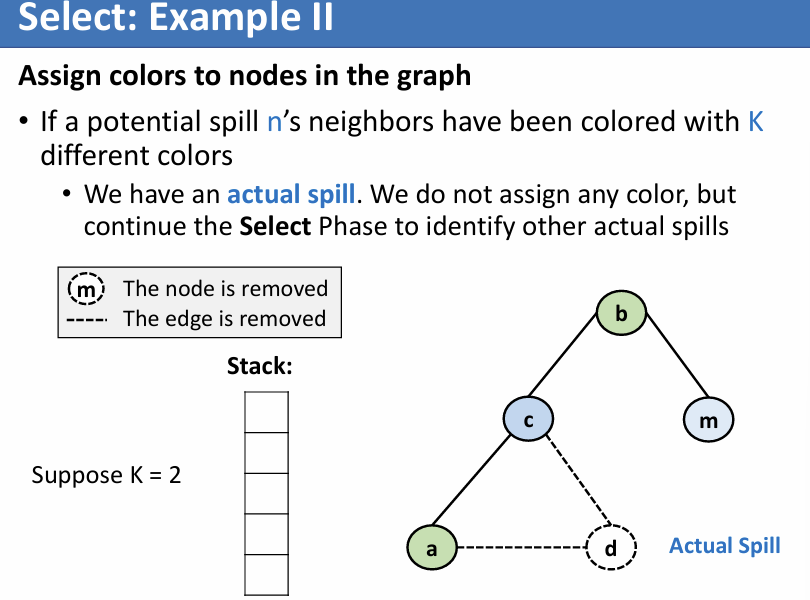 Select: Example II
Assign colors to nodes in the graph
• If a potential spill n's neighbors have been colored with K
different colors
• We have an actual spill. We do not assign any color, but
continue the Select Phase to identify other actual spills
m The node is removed
The edge is removed
Stack:
Suppose K = 2
b
c
m
a
d
Actual Spill